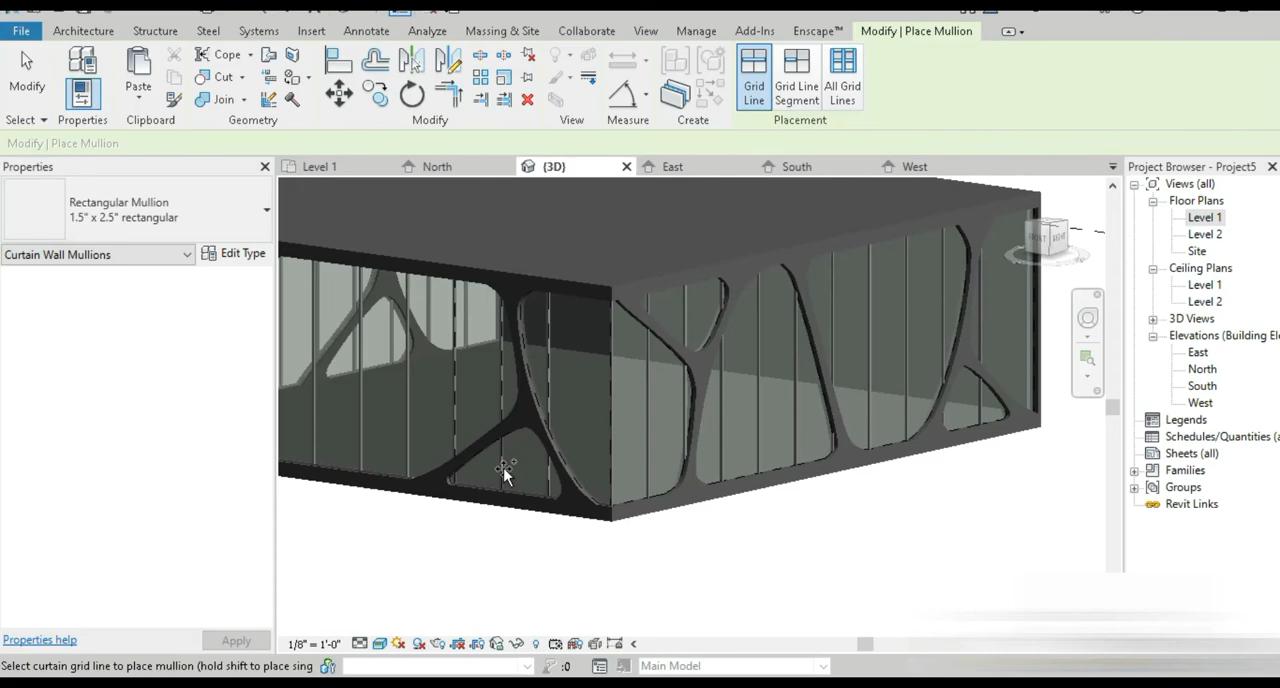 File Architecture Structure Steel Systems Insert Annotate Analyze Massing & Site Collaborate View Manage Add-Ins Enscape™ Modify | Place Mullion
Modify
Paste
Cope
Cut
Join
Grid Line
Grid Line Segment
All Grid Lines
Select Properties Clipboard Geometry Modify View Measure Create Placement
Modify | Place Mullion
Properties
Level 1 North {3D} East South West
Project Browser - Project5
Rectangular Mullion
1.5" x 2.5" rectangular
Curtain Wall Mullions
Edit Type
FRONT RIGHT
Views (all)
Floor Plans
Level 1
Level 2
Site
Ceiling Plans
Level 1
Level 2
3D Views
Elevations (Building Ele
East
North
South
West
Legends
Schedules/Quantities (a
Sheets (all)
Families
Groups
Revit Links
Properties help
Apply
1/8" = 1'-0"
Select curtain grid line to place mullion (hold shift to place sing
:0
Main Model